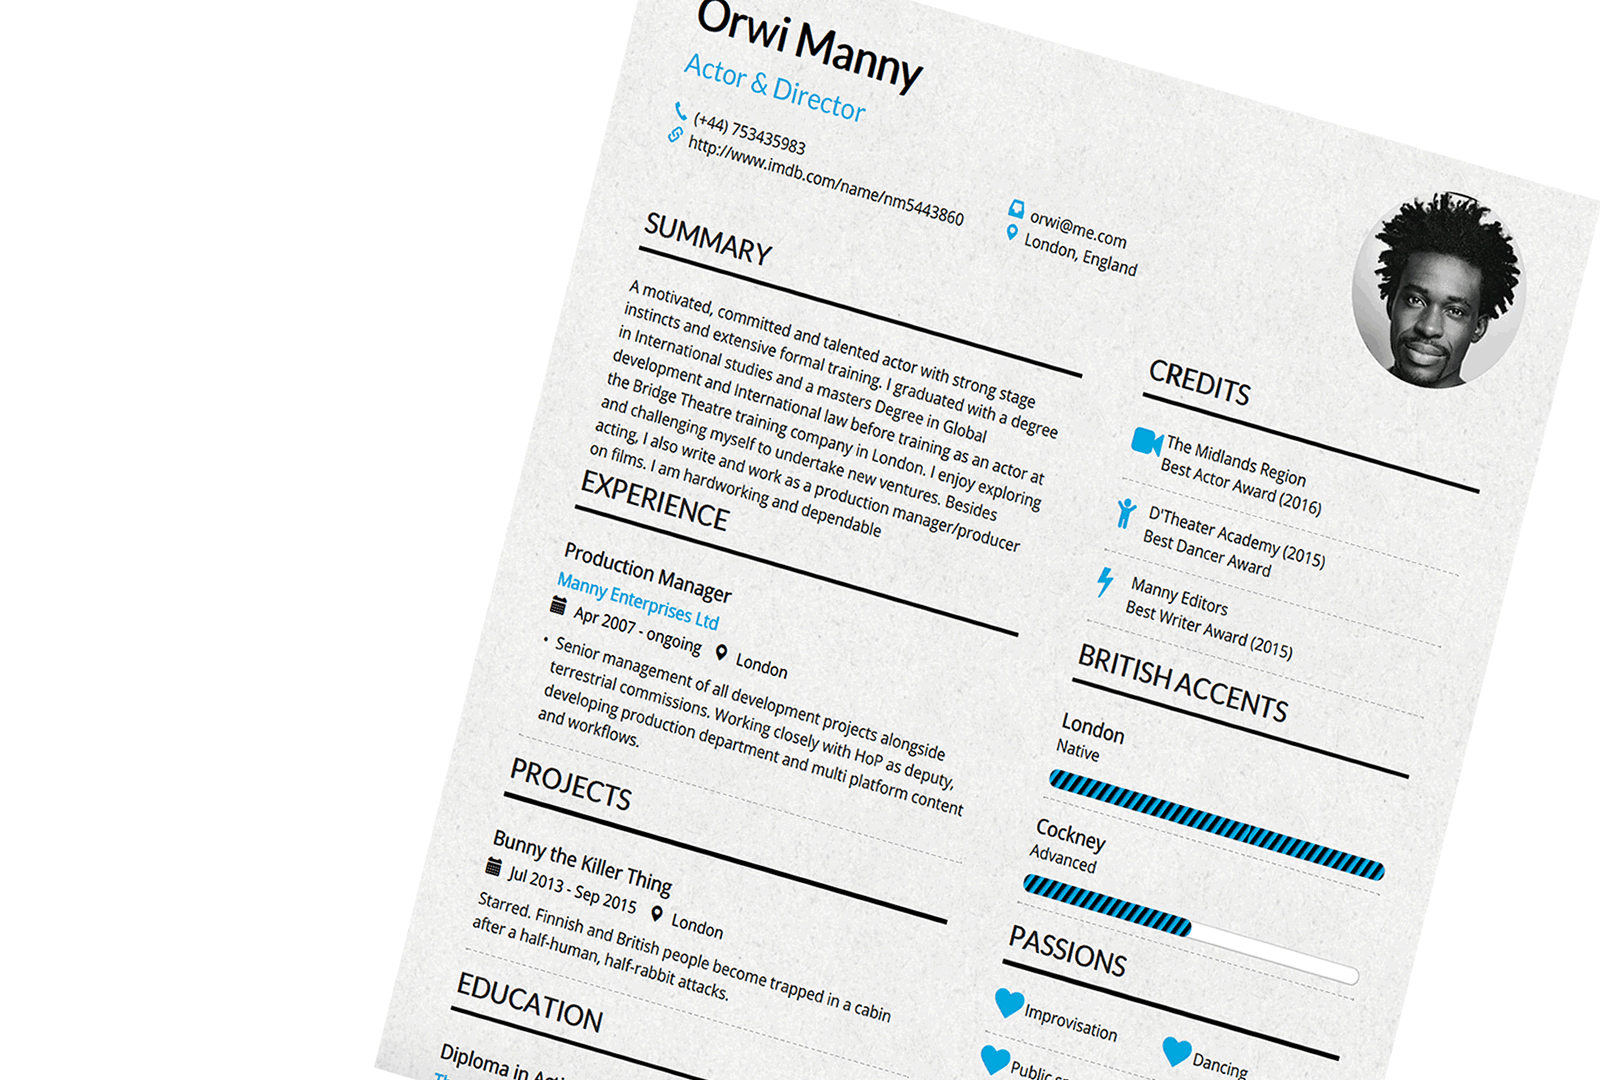 Orwi Manny
Actor & Director
(+44) 753435983
http://www.imdb.com/name/nm5443860
orwi@me.com
London, England
SUMMARY
A motivated, committed and talented actor with strong stage
instincts and extensive formal training. I graduated with a degree
in International studies and a masters Degree in Global
development and International law before training as an actor at
the Bridge Theatre training company in London. I enjoy exploring
and challenging myself to undertake new ventures. Besides
acting, I also write and work as a production manager/producer
on films. I am hardworking and dependable
EXPERIENCE
Production Manager
Manny Enterprises Ltd
Apr 2007 - ongoing London
• Senior management of all development projects alongside
terrestrial commissions. Working closely with HoP as deputy,
developing production department and multi platform content
and workflows.
PROJECTS
Bunny the Killer Thing
Jul 2013 - Sep 2015 London
Starred. Finnish and British people become trapped in a cabin
after a half-human, half-rabbit attacks.
EDUCATION
Diploma in
CREDITS
The Midlands Region
Best Actor Award (2016)
D'Theater Academy (2015)
Best Dancer Award
Manny Editors
Best Writer Award (2015)
BRITISH ACCENTS
London
Native
Cockney
Advanced
PASSIONS
Improvisation
Dancing
Public